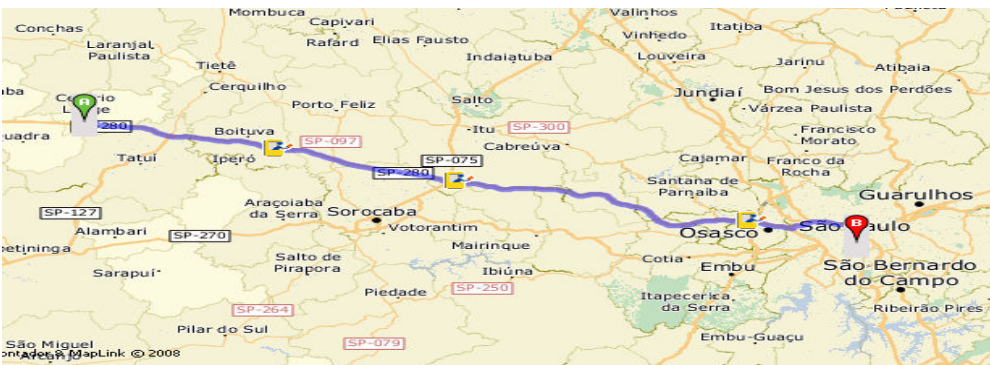 Mombuca
Valinhos
Conchas
Capivari
Itatiba
Laranjal
Paulista
Rafard
Elias Fausto
Vinhedo
Tietê
Indaiatuba
Louveira
Jarinu
Atibaia
Cerquilho
Jundiaí
Bom Jesus dos Perdões
A
Porto Feliz
Salto
Várzea Paulista
280
Boituva
SP-097
Itu
SP-300
Francisco
Morato
Tatuí
Iperó
SP-075
Cabreúva
Cajamar
Franco da
Rocha
SP-280
Santana de
Parnaíba
Guarulhos
SP-127
Araçoiaba
da Serra
Sorocaba
Osasco
B
Alambari
SP-270
Votorantim
Mairinque
Salto de
Pirapora
Cotia
Embu
São Bernardo
do Campo
Sarapuí
Ibiúna
Piedade
SP-250
Itapecerica
da Serra
SP-264
Ribeirão Pires
Pilar do Sul
Embu-Guaçu
São Miguel
SP-079
MapLink © 2008